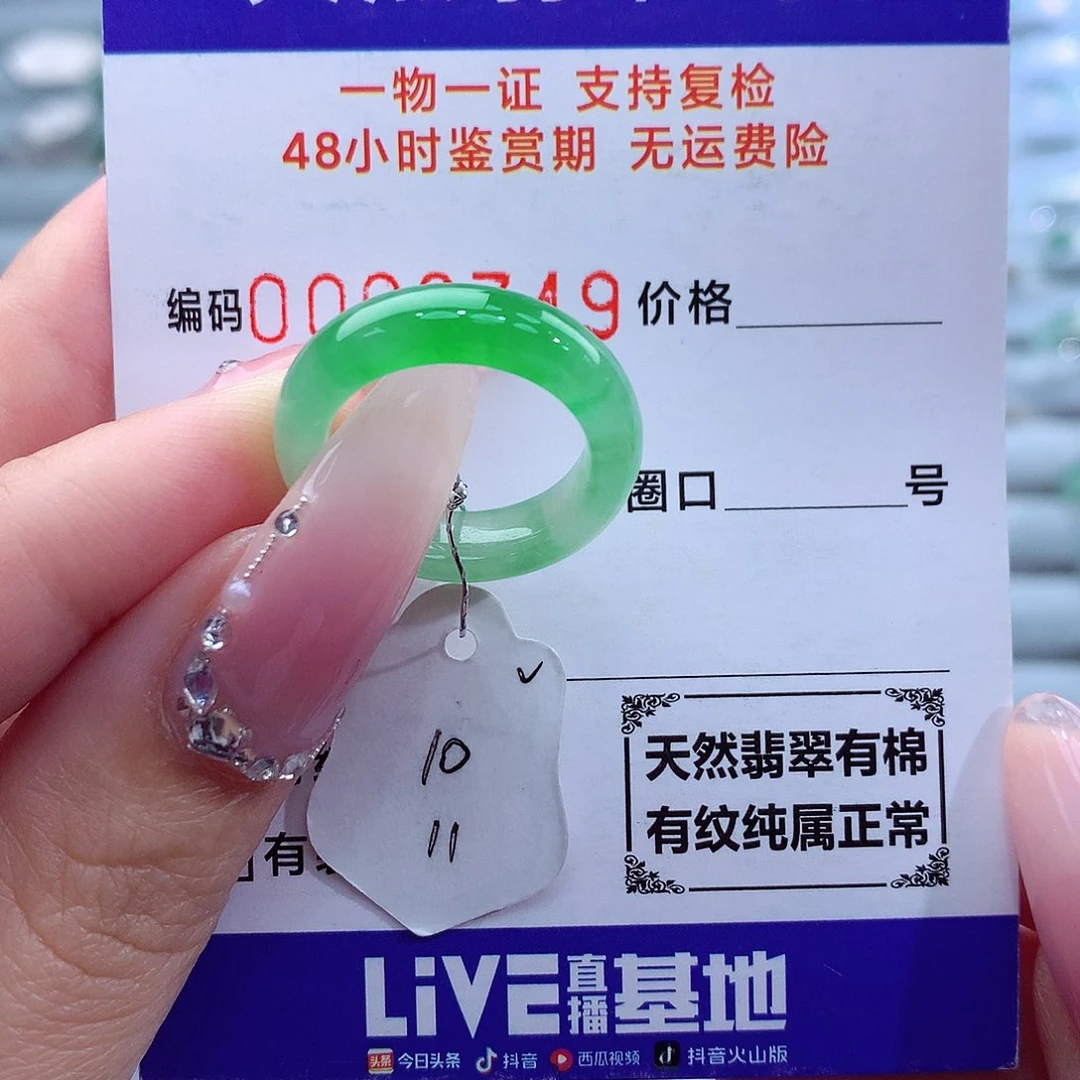 一物一证 支持复检
48小时鉴赏期 无运费险
编码 价格
圈口 号
10
11
天然翡翠有棉
有纹纯属正常
有
LiVE直播基地
头条 今日头条 抖音 西瓜视频 抖音火山版